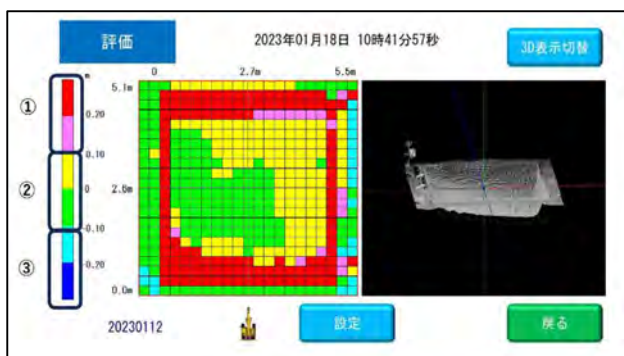 評価
2023年01月18日 10時41分57秒
3D表示切替
m
0 2.7m 5.5m
5.1m
①
0.20
0.10
②
0
2.6m
-0.10
③
-0.20
0.0m
20230112
設定
戻る